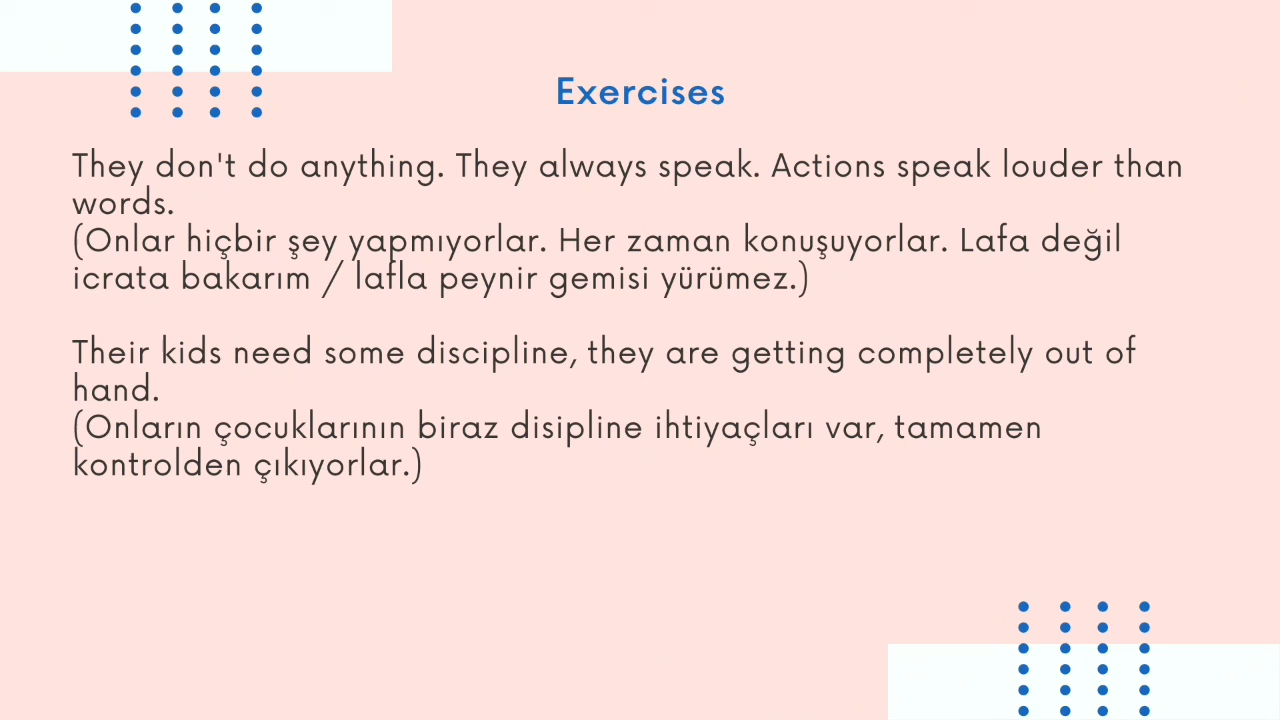 Exercises
They don't do anything. They always speak. Actions speak louder than
words.
(Onlar hiçbir şey yapmıyorlar. Her zaman konuşuyorlar. Lafa değil
icrata bakarım / lafla peynir gemisi yürümez.)
Their kids need some discipline, they are getting completely out of
hand.
(Onların çocuklarının biraz disipline ihtiyaçları var, tamamen
kontrolden çıkıyorlar.)